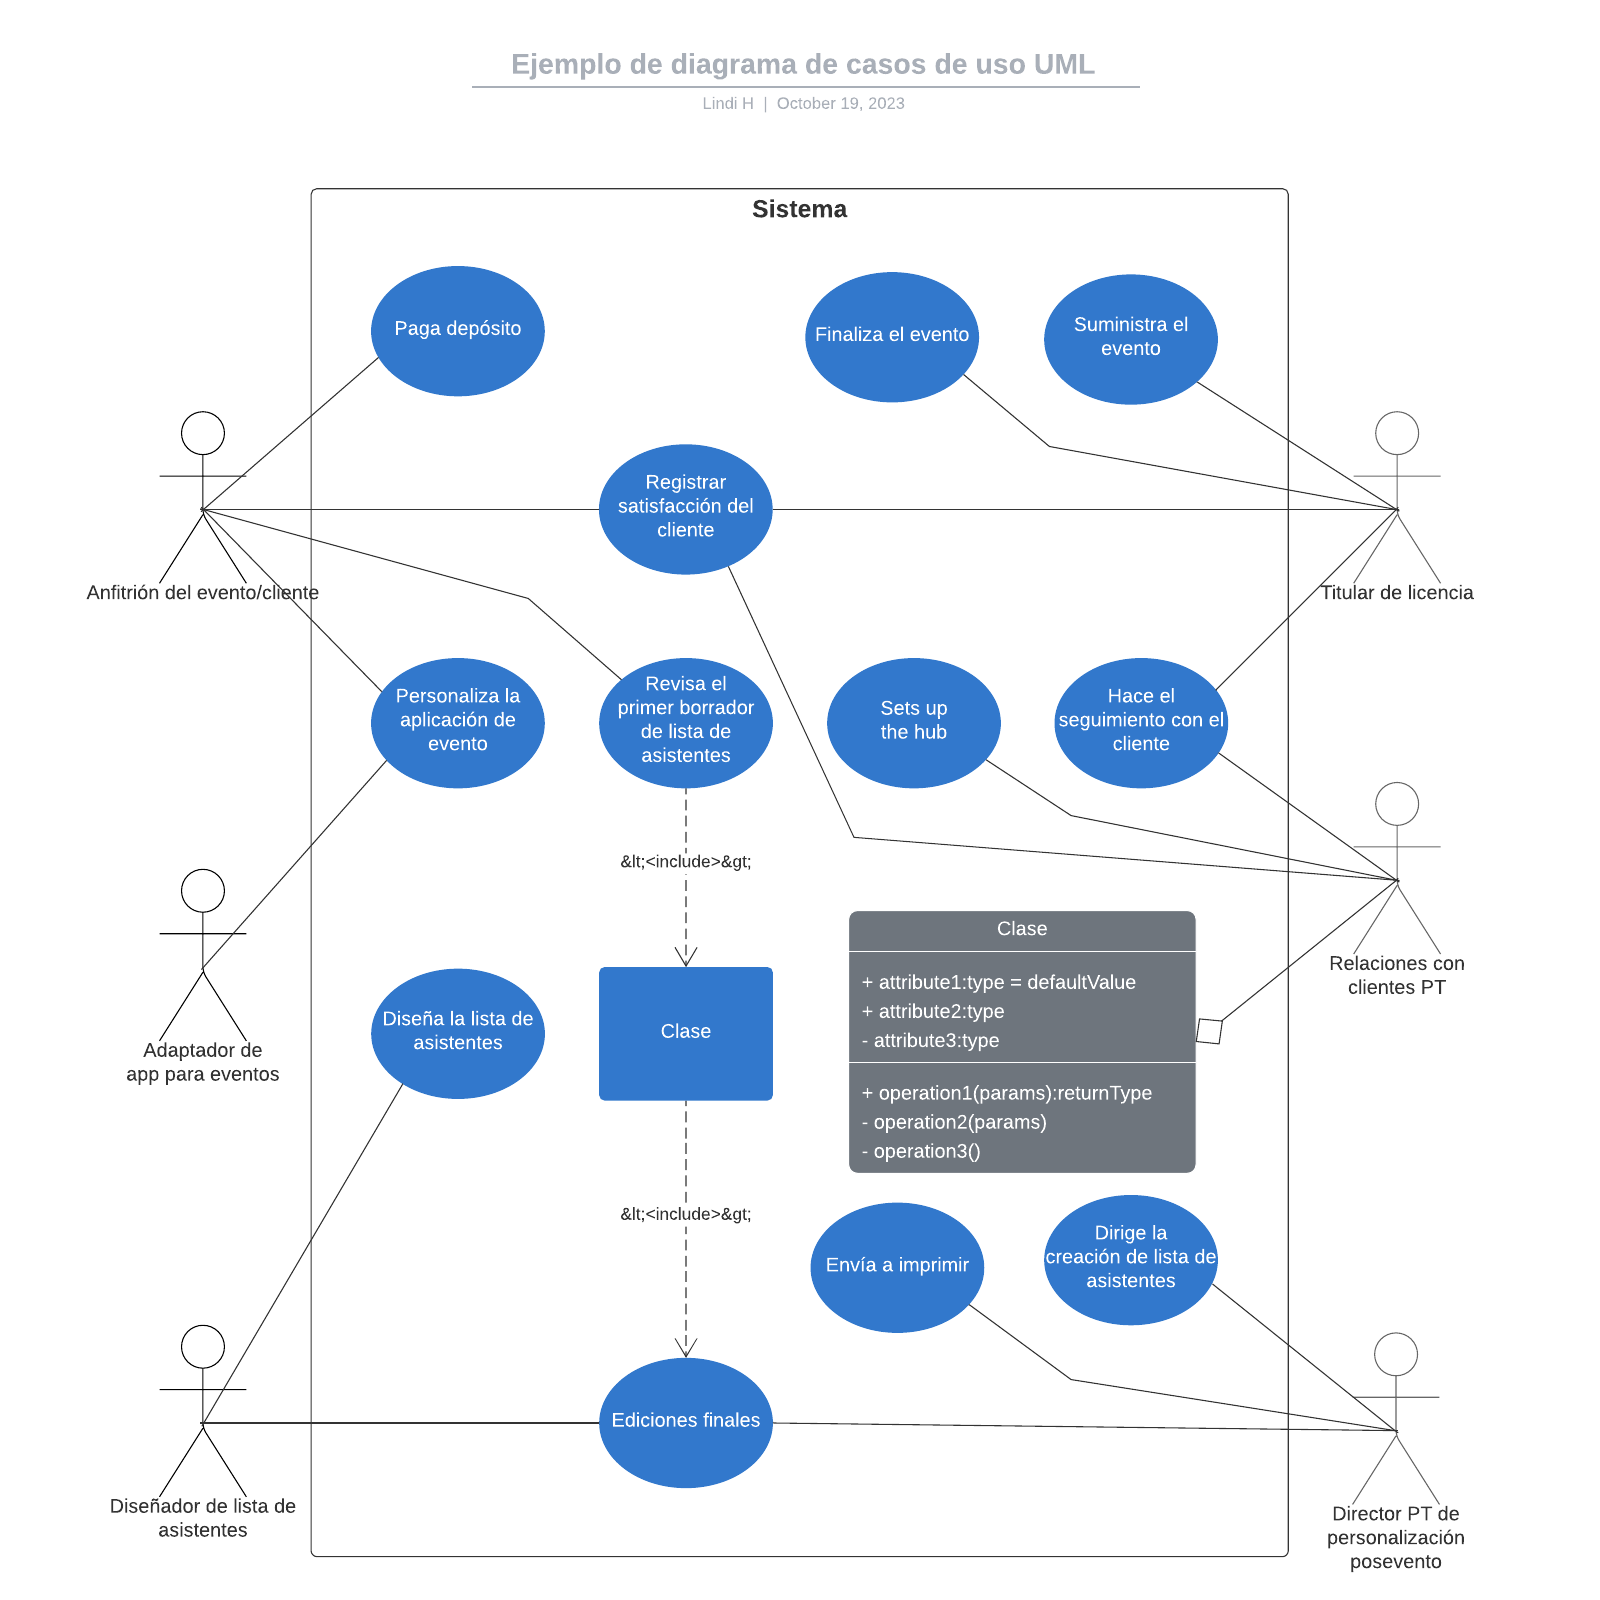 Ejemplo de diagrama de casos de uso UML
Lindi H | October 19, 2023
Sistema
Paga depósito
Finaliza el evento
Suministra el
evento
Registrar
satisfacción del
cliente
Anfitrión del evento/cliente
Titular de licencia
Personaliza la
aplicación de
evento
Revisa el
primer borrador
de lista de
asistentes
Sets up
the hub
Hace el
seguimiento con el
cliente
&lt;<include>&gt;
Relaciones con
clientes PT
Adaptador de
app para eventos
Diseña la lista de
asistentes
Clase
Clase
+ attribute1:type = defaultValue
+ attribute2:type
- attribute3:type
+ operation1(params):returnType
- operation2(params)
- operation3()
&lt;<include>&gt;
Envía a imprimir
Dirige la
creación de lista de
asistentes
Ediciones finales
Diseñador de lista de
asistentes
Director PT de
personalización
posevento